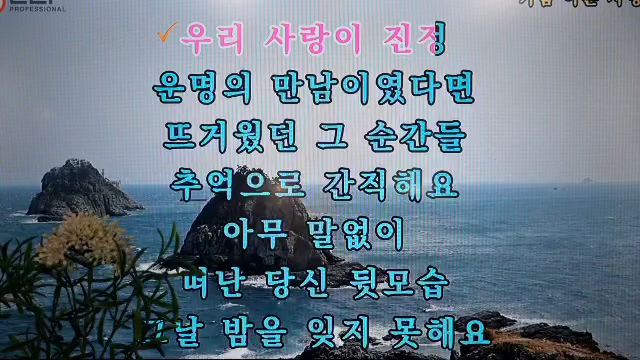 PROFESSIONAL
✓우리 사랑이 진정
운명의 만남이였다면
뜨거웠던 그 순간들
추억으로 간직해요
아무 말없이
떠난 당신 뒷모습
그날 밤을 잊지 못해요